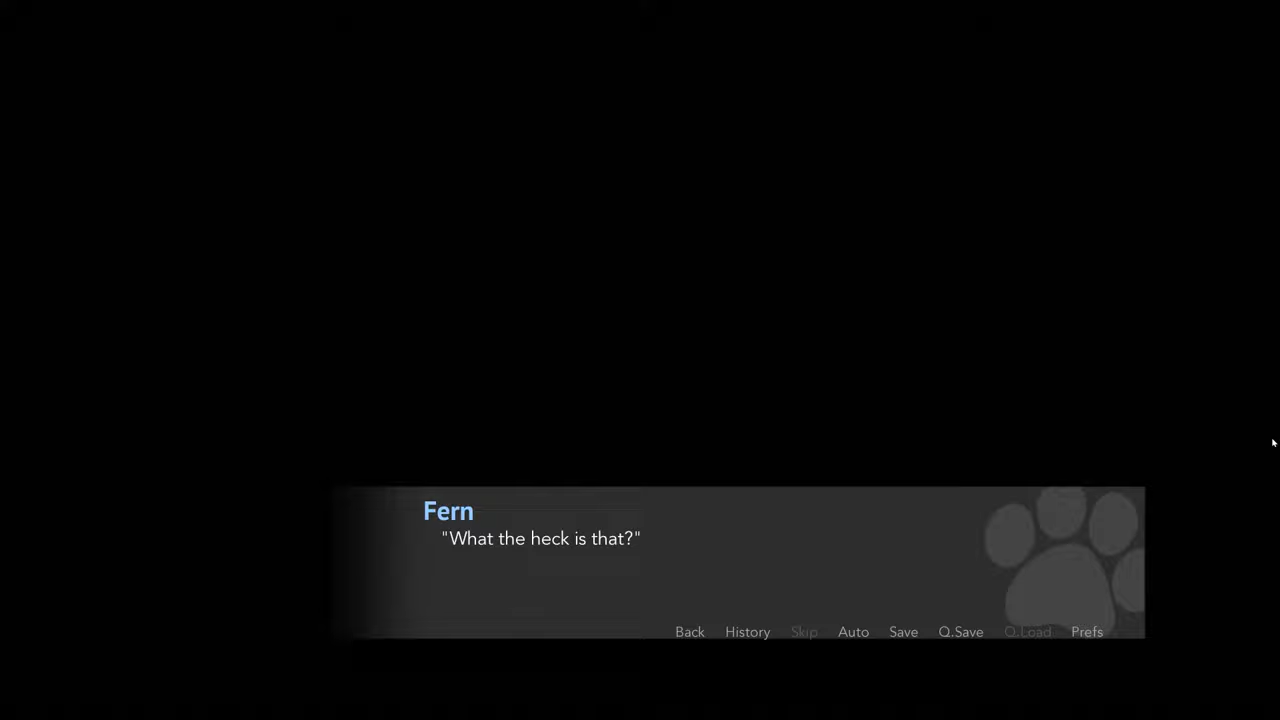 Fern
"What the heck is that?"
Back History Skip Auto Save Q.Save Q.Load Prefs